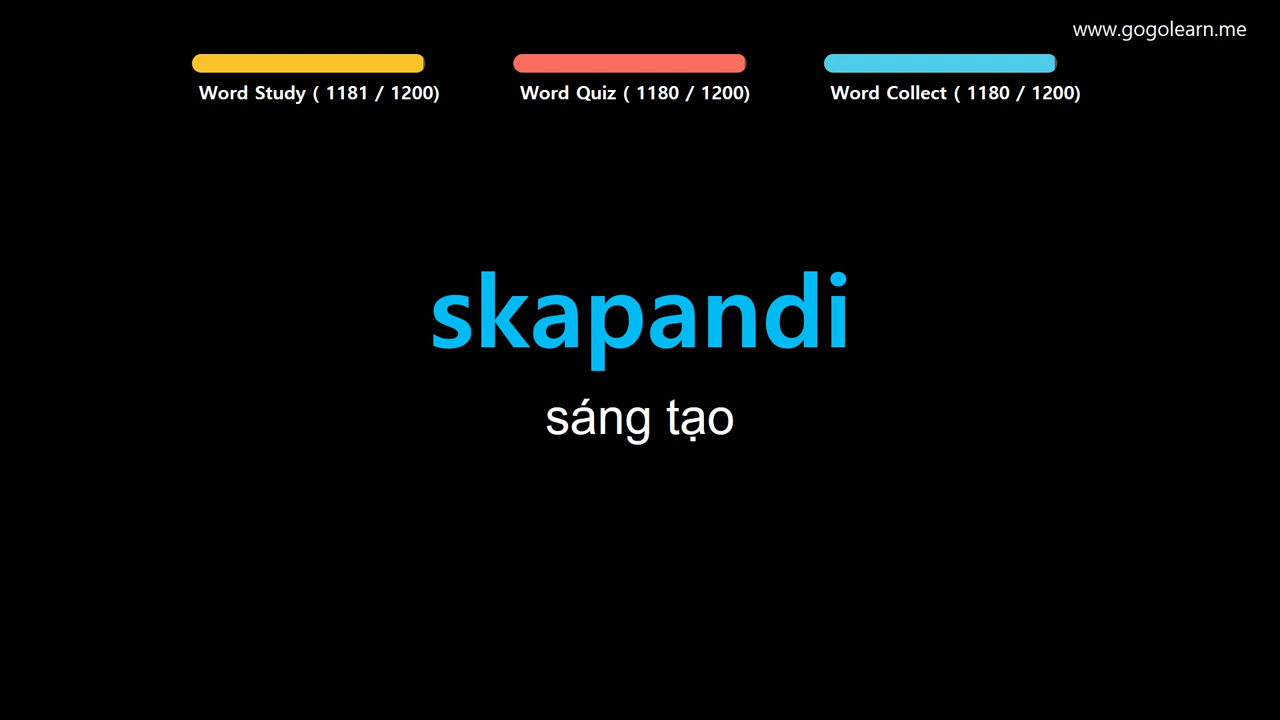 www.gogolearn.me
Word Study ( 1181 / 1200)
Word Quiz ( 1180 / 1200)
Word Collect ( 1180 / 1200)
skapandi
sáng tạo